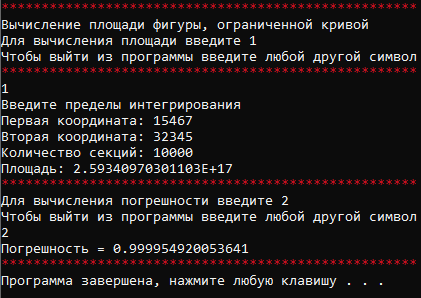 ****************************************************
Вычисление площади фигуры, ограниченной кривой
Для вычисления площади введите 1
Чтобы выйти из программы введите любой другой символ
****************************************************
1
Введите пределы интегрирования
Первая координата: 15467
Вторая координата: 32345
Количество секций: 10000
Площадь: 2.59340970301103E+17
****************************************************
Для вычисления погрешности введите 2
Чтобы выйти из программы введите любой другой символ
2
Погрешность = 0.999954920053641
****************************************************
Программа завершена, нажмите любую клавишу . . .